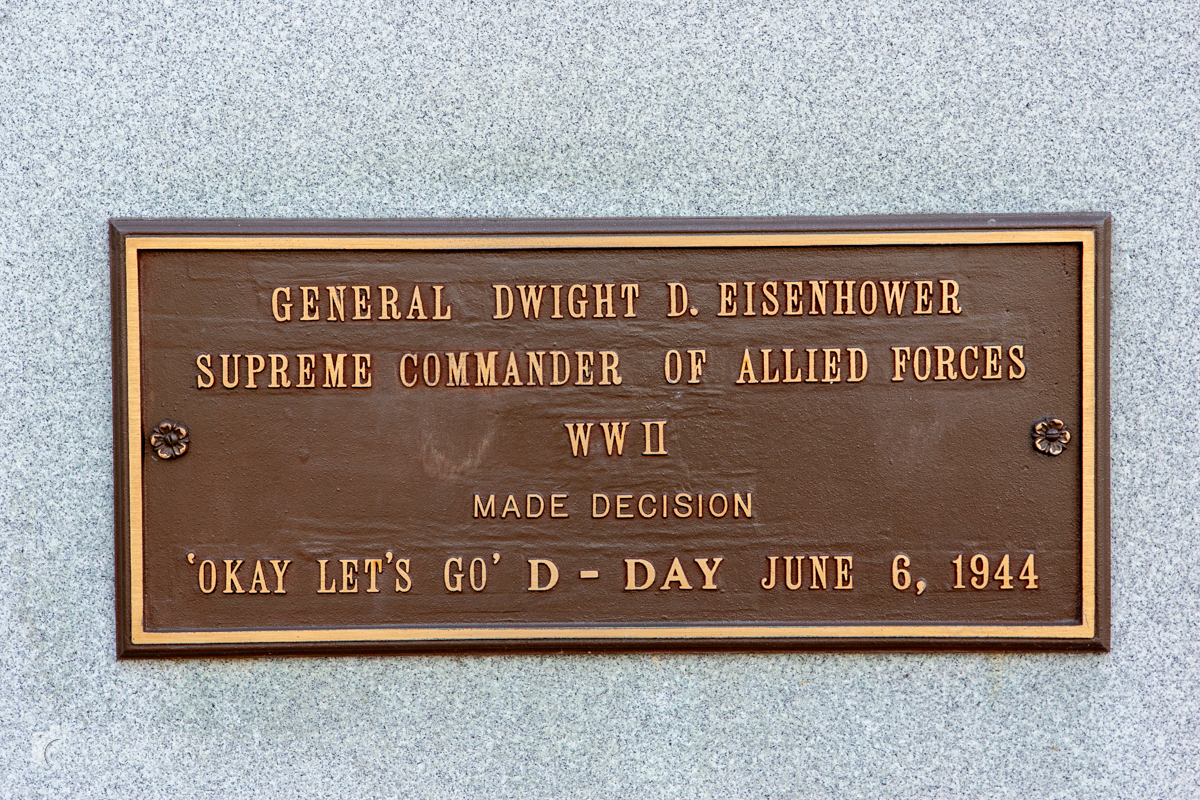 GENERAL DWIGHT D. EISENHOWER
SUPREME COMMANDER OF ALLIED FORCES
WW II
MADE DECISION
'OKAY LET'S GO' D - DAY JUNE 6, 1944